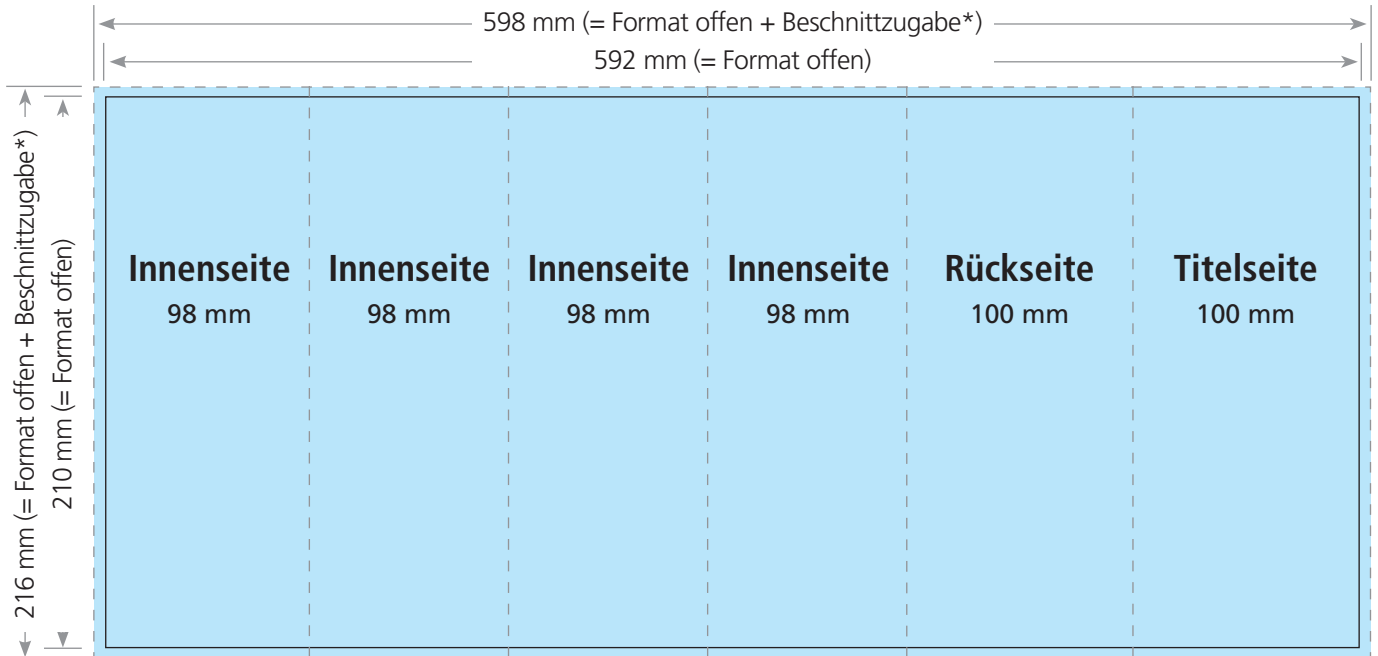 598 mm (= Format offen + Beschnittzugabe*)
592 mm (= Format offen)
216 mm (= Format offen + Beschnittzugabe*)
210 mm (= Format offen)
Innenseite
98 mm
Innenseite
98 mm
Innenseite
98 mm
Innenseite
98 mm
Rückseite
100 mm
Titelseite
100 mm